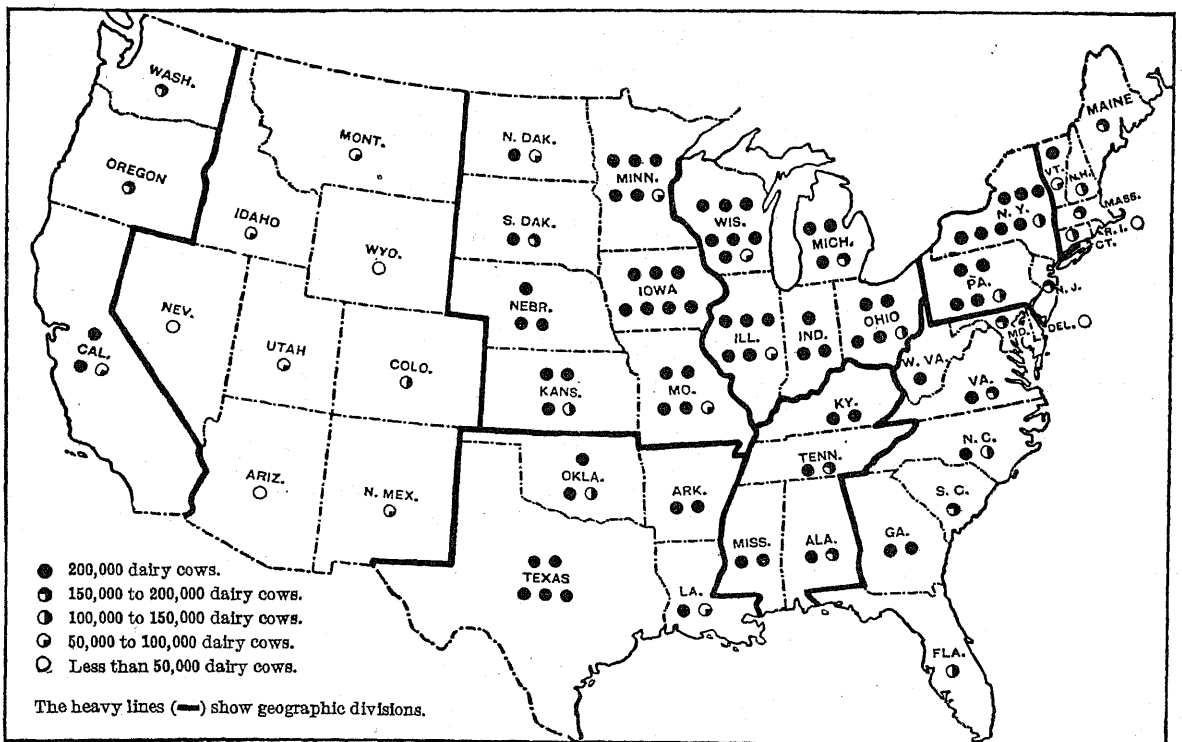 WASH.
OREGON
CAL.
MONT.
IDAHO
WYO.
NEV.
UTAH
COLO.
ARIZ.
N. MEX.
N. DAK.
S. DAK.
NEBR.
KANS.
MINN.
IOWA
MO.
WIS.
MICH.
ILL.
IND.
OHIO
N. Y.
PA.
N. J.
MAINE
VT.
N.H.
MASS.
R. I.
CT.
DEL.
MD.
W. VA.
VA.
N. C.
S. C.
GA.
FLA.
KY.
TENN.
MISS.
ALA.
OKLA.
ARK.
TEXAS
LA.
200,000 dairy cows.
150,000 to 200,000 dairy cows.
100,000 to 150,000 dairy cows.
50,000 to 100,000 dairy cows.
Less than 50,000 dairy cows.
The heavy lines (—) show geographic divisions.